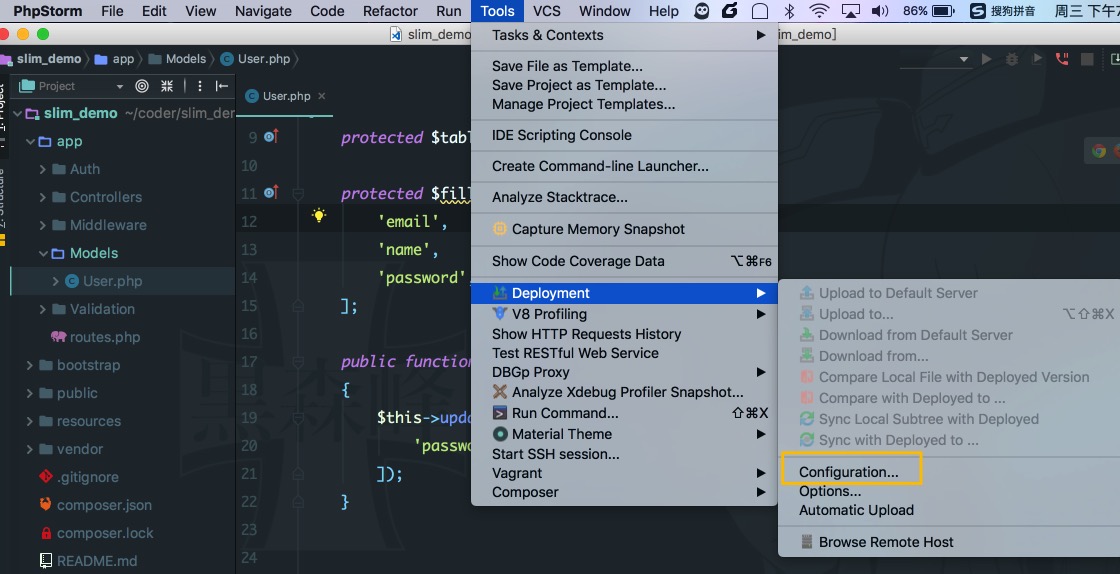 PhpStorm File Edit View Navigate Code Refactor Run Tools VCS Window Help 86% 搜狗拼音 周三 下午7
slim_demo
im_demo]
slim_demo app Models User.php
1: Project
Structure
Project
slim_demo ~/coder/slim_der
app
Auth
Controllers
Middleware
Models
User.php
Validation
routes.php
bootstrap
public
resources
vendor
.gitignore
composer.json
composer.lock
README.md
User.php
9 protected $tabl
10
11 protected $fill
12 'email',
13 'name',
14 'password'
15 ];
16
17 public function
18 {
19 $this->upda
20 'passwo
21 ]);
22 }
23
24
Tasks & Contexts
Save File as Template...
Save Project as Template...
Manage Project Templates...
IDE Scripting Console
Create Command-line Launcher...
Analyze Stacktrace...
Capture Memory Snapshot
Show Code Coverage Data ⌥⌘F6
Deployment
V8 Profiling
Show HTTP Requests History
Test RESTful Web Service
DBGp Proxy
Analyze Xdebug Profiler Snapshot...
Run Command... ⇧⌘X
Material Theme
Start SSH session...
Vagrant
Composer
Upload to Default Server
Upload to... ⌥⇧⌘X
Download from Default Server
Download from...
Compare Local File with Deployed Version
Compare with Deployed to ...
Sync Local Subtree with Deployed
Sync with Deployed to ...
Configuration...
Options...
Automatic Upload
Browse Remote Host